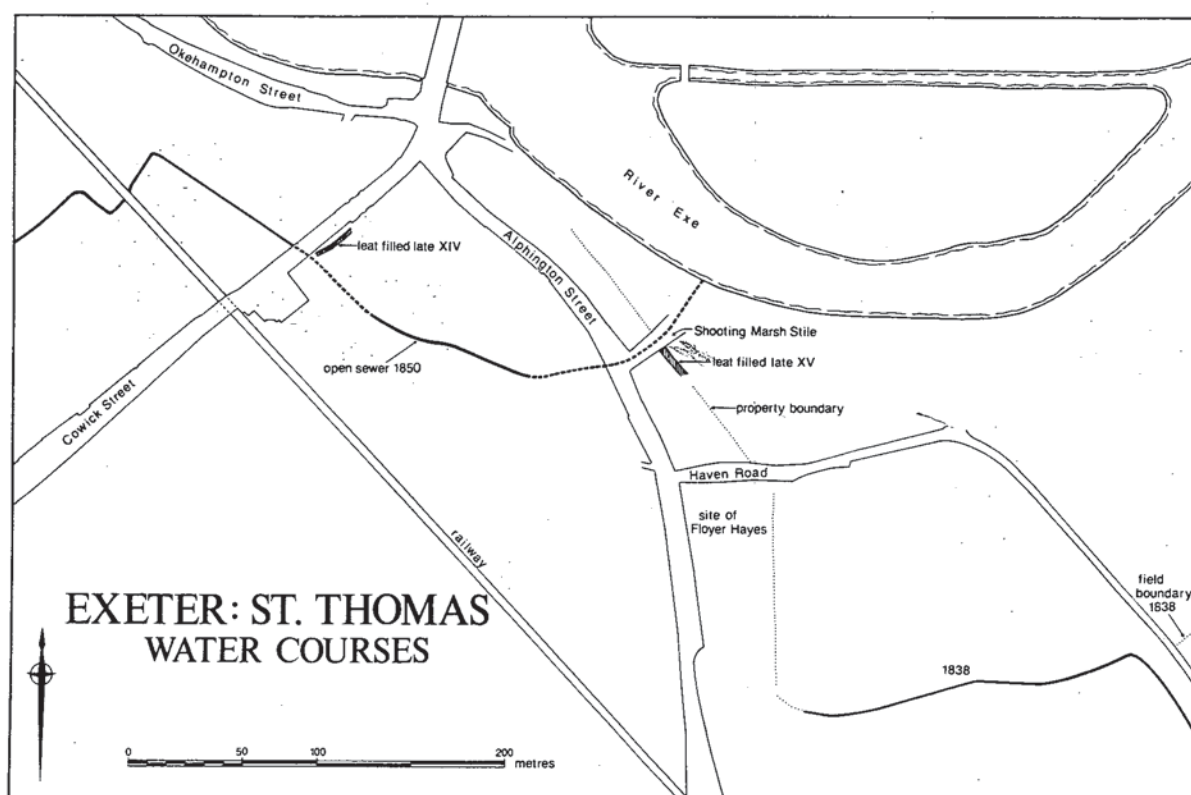 Okehampton Street
River Exe
leat filled late XIV
Alphington Street
Shooting Marsh Stile
leat filled late XV
open sewer 1850
property boundary
Cowick Street
Haven Road
site of
Floyer Hayes
railway
field
boundary
1838
EXETER: ST. THOMAS
WATER COURSES
1838
0 50 100 200
metres